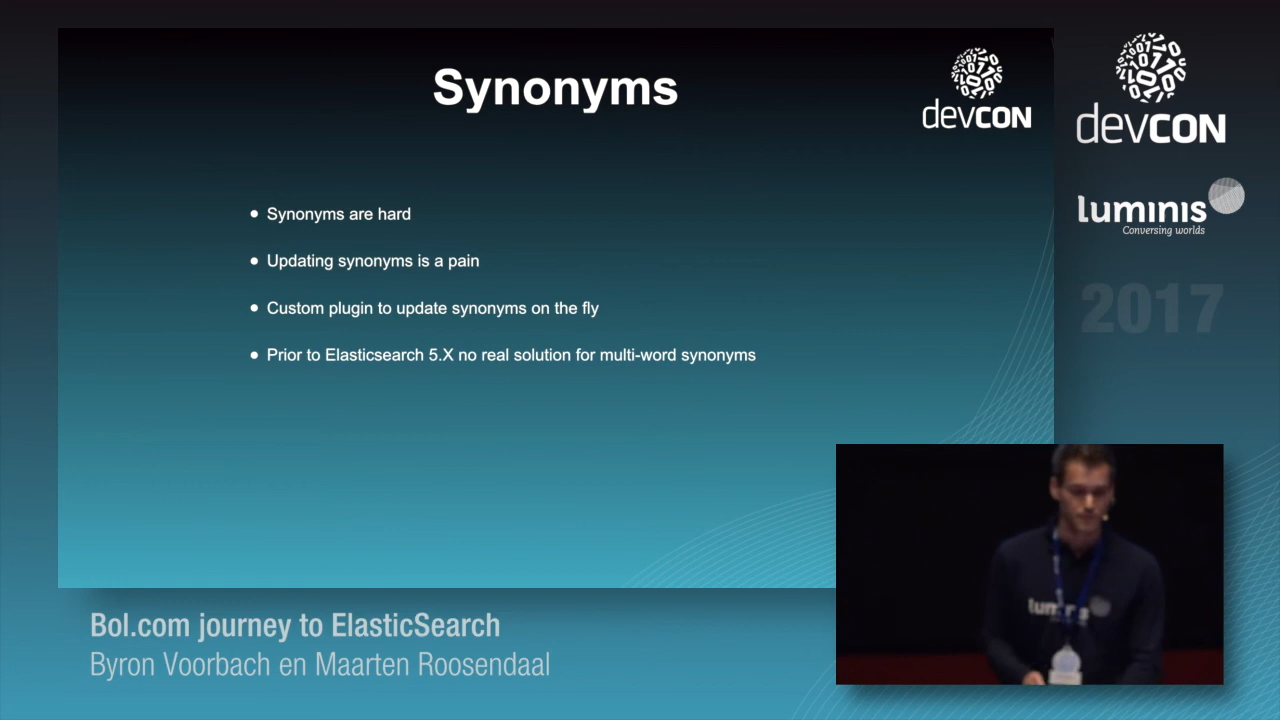 Synonyms
devcon
devcon
luminis
Conversing worlds
2017
• Synonyms are hard
• Updating synonyms is a pain
• Custom plugin to update synonyms on the fly
• Prior to Elasticsearch 5.X no real solution for multi-word synonyms
luminis
Bol.com journey to ElasticSearch
Byron Voorbach en Maarten Roosendaal